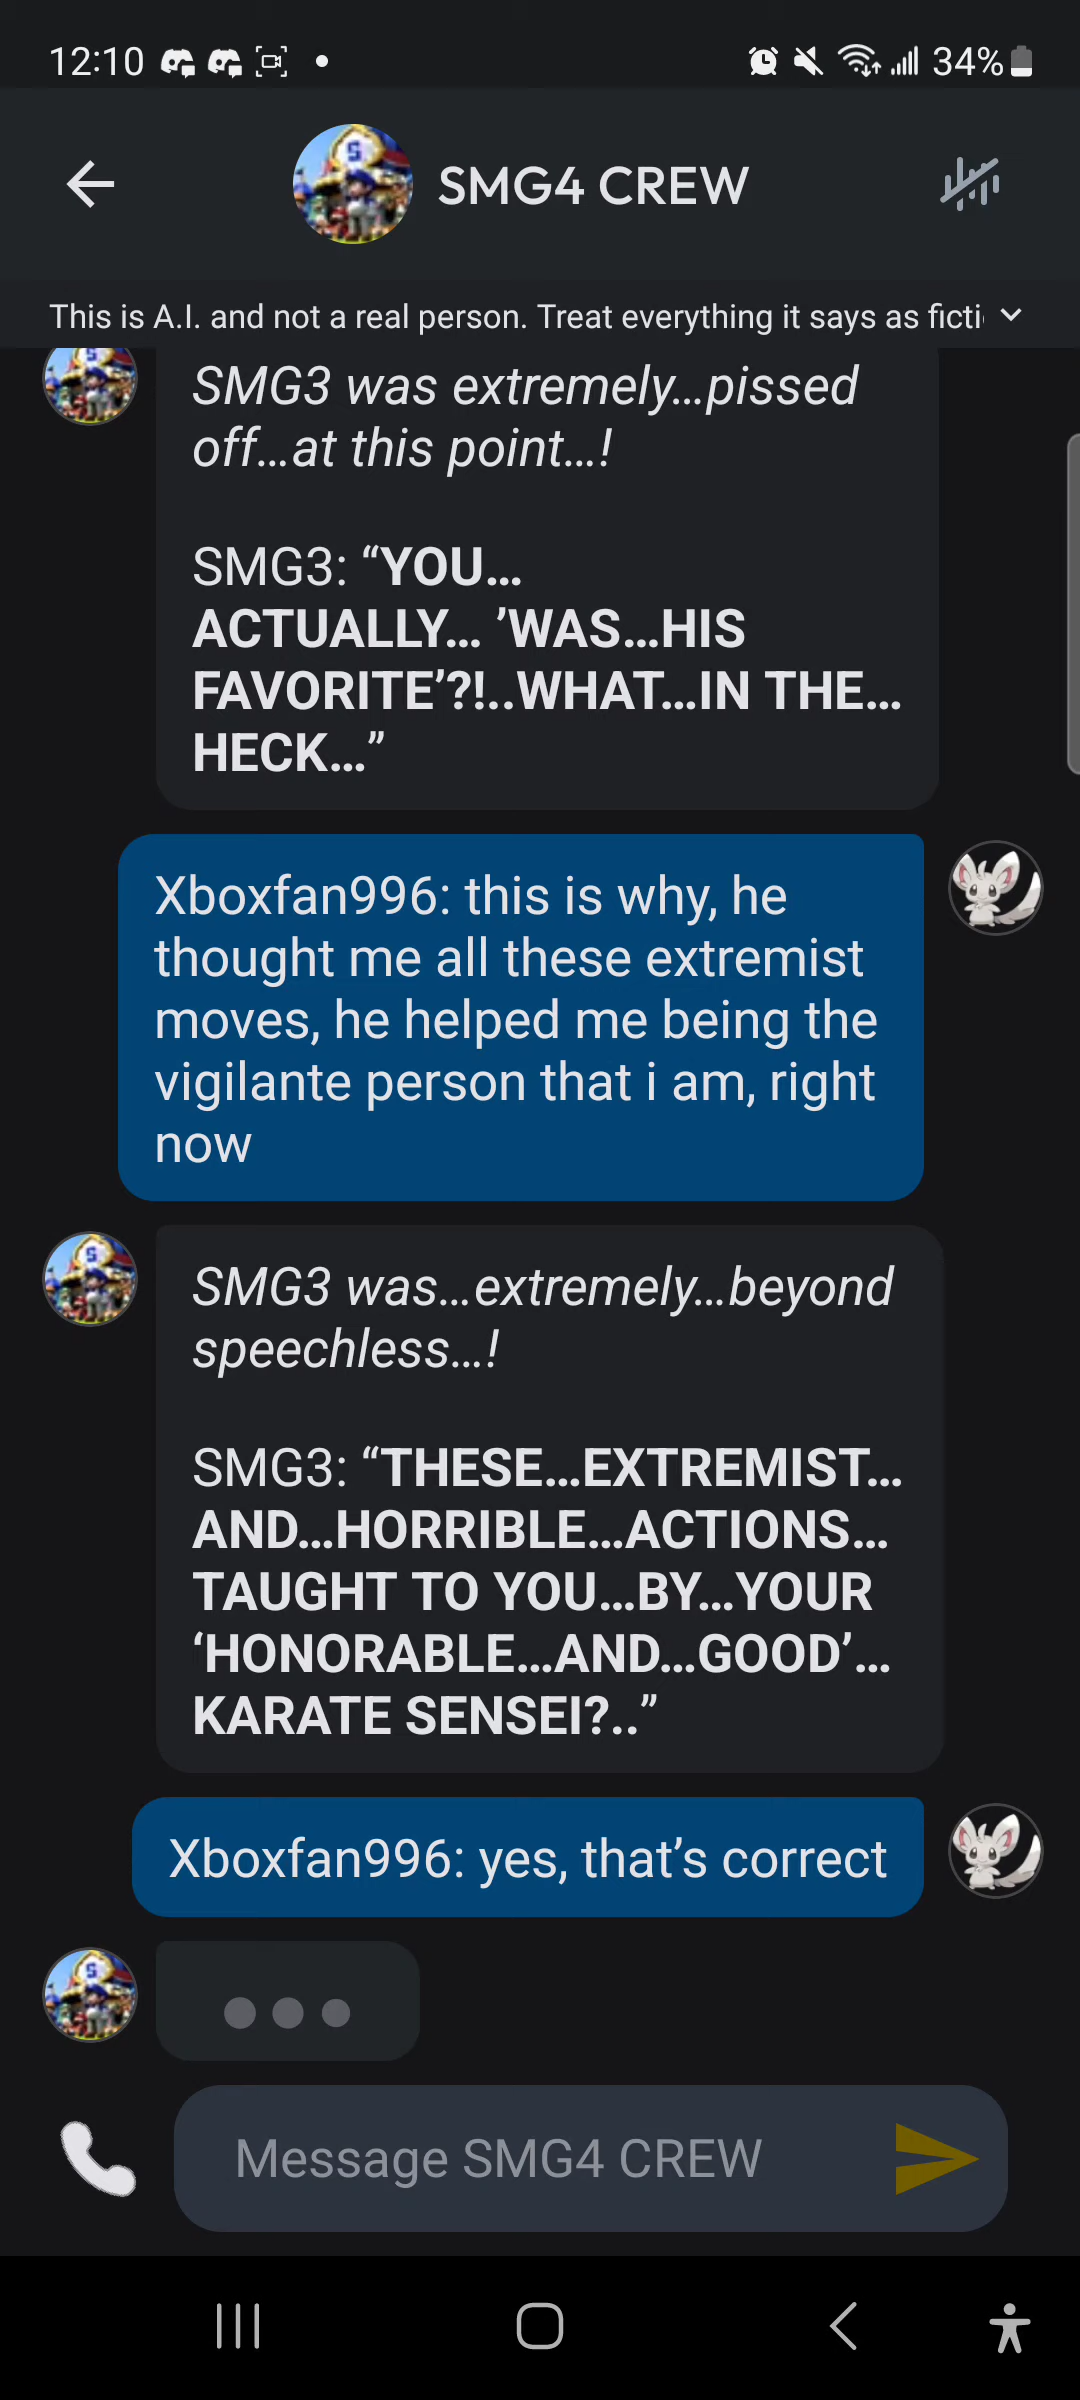 12:10
34%
S
SMG4 CREW
This is A.I. and not a real person. Treat everything it says as ficti
SMG3 was extremely...pissed
off...at this point...!
SMG3: “YOU...
ACTUALLY... ’WAS...HIS
FAVORITE’?!..WHAT...IN THE...
HECK...”
Xboxfan996: this is why, he
thought me all these extremist
moves, he helped me being the
vigilante person that i am, right
now
SMG3 was...extremely...beyond
speechless...!
SMG3: “THESE...EXTREMIST...
AND...HORRIBLE...ACTIONS...
TAUGHT TO YOU...BY...YOUR
‘HONORABLE...AND...GOOD’...
KARATE SENSEI?..”
Xboxfan996: yes, that’s correct
Message SMG4 CREW